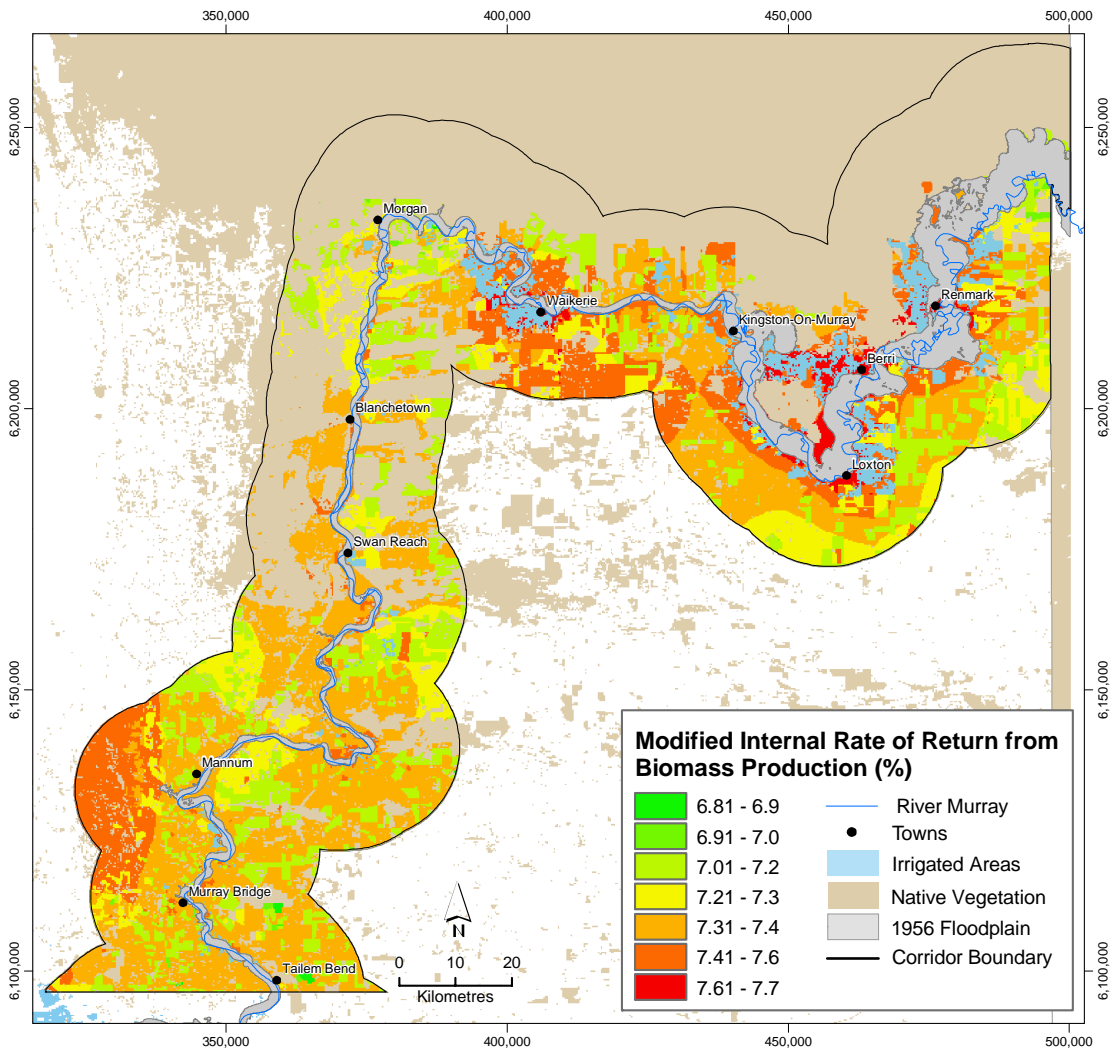 350,000
400,000
450,000
500,000
6,250,000
6,250,000
Morgan
Waikerie
Renmark
Kingston-On-Murray
Berri
6,200,000
6,200,000
Blanchetown
Loxton
Swan Reach
6,150,000
6,150,000
Mannum
Murray Bridge
Tailem Bend
6,100,000
6,100,000
N
0 10 20
Kilometres
Modified Internal Rate of Return from
Biomass Production (%)
6.81 - 6.9
6.91 - 7.0
7.01 - 7.2
7.21 - 7.3
7.31 - 7.4
7.41 - 7.6
7.61 - 7.7
River Murray
Towns
Irrigated Areas
Native Vegetation
1956 Floodplain
Corridor Boundary
350,000
400,000
450,000
500,000